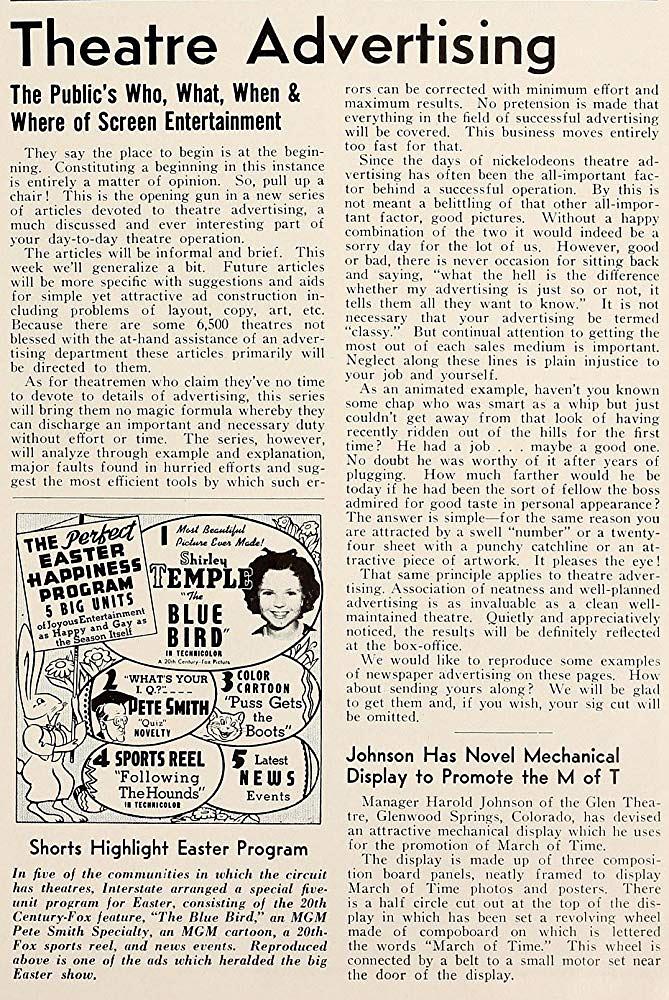 Theatre Advertising
The Public's Who, What, When &
Where of Screen Entertainment
They say the place to begin is at the begin-
ning. Constituting a beginning in this instance
is entirely a matter of opinion. So, pull up a
chair! This is the opening gun in a new series
of articles devoted to theatre advertising, a
much discussed and ever interesting part of
your day-to-day theatre operation.
The articles will be informal and brief. This
week we'll generalize a bit. Future articles
will be more specific with suggestions and aids
for simple yet attractive ad construction in-
cluding problems of layout, copy, art, etc.
Because there are some 6,500 theatres not
blessed with the at-hand assistance of an adver-
tising department these articles primarily will
be directed to them.
As for theatremen who claim they've no time
to devote to details of advertising, this series
will bring them no magic formula whereby they
can discharge an important and necessary duty
without effort or time. The series, however,
will analyze through example and explanation,
major faults found in hurried efforts and sug-
gest the most efficient tools by which such er-
THE Perfect
EASTER
HAPPINESS
PROGRAM
5 BIG UNITS
of Joyous Entertainment
as Happy and Gay as
the Season Itself
1 Most Beautiful
Picture Ever Made!
Shirley
TEMPLE
"The
BLUE
BIRD"
IN TECHNICOLOR
A 20th Century-Fox Picture
2 "WHAT'S YOUR
I.Q.?"
PETE SMITH
"Quiz"
NOVELTY
3 COLOR
CARTOON
"Puss Gets
the
Boots"
4 SPORTS REEL
"Following
The Hounds"
IN TECHNICOLOR
5 Latest
NEWS
Events
Shorts Highlight Easter Program
In five of the communities in which the circuit
has theatres, Interstate arranged a special five-
unit program for Easter, consisting of the 20th
Century-Fox feature, "The Blue Bird," an MGM
Pete Smith Specialty, an MGM cartoon, a 20th-
Fox sports reel, and news events. Reproduced
above is one of the ads which heralded the big
Easter show.
rors can be corrected with minimum effort and
maximum results. No pretension is made that
everything in the field of successful advertising
will be covered. This business moves entirely
too fast for that.
Since the days of nickelodeons theatre ad-
vertising has often been the all-important fac-
tor behind a successful operation. By this is
not meant a belittling of that other all-impor-
tant factor, good pictures. Without a happy
combination of the two it would indeed be a
sorry day for the lot of us. However, good
or bad, there is never occasion for sitting back
and saying, "what the hell is the difference
whether my advertising is just so or not, it
tells them all they want to know." It is not
necessary that your advertising be termed
"classy." But continual attention to getting the
most out of each sales medium is important.
Neglect along these lines is plain injustice to
your job and yourself.
As an animated example, haven't you known
some chap who was smart as a whip but just
couldn't get away from that look of having
recently ridden out of the hills for the first
time? He had a job . . . maybe a good one.
No doubt he was worthy of it after years of
plugging. How much farther would he be
today if he had been the sort of fellow the boss
admired for good taste in personal appearance?
The answer is simple—for the same reason you
are attracted by a swell "number" or a twenty-
four sheet with a punchy catchline or an at-
tractive piece of artwork. It pleases the eye!
That same principle applies to theatre adver-
tising. Association of neatness and well-planned
advertising is as invaluable as a clean well-
maintained theatre. Quietly and appreciatively
noticed, the results will be definitely reflected
at the box-office.
We would like to reproduce some examples
of newspaper advertising on these pages. How
about sending yours along? We will be glad
to get them and, if you wish, your sig cut will
be omitted.
Johnson Has Novel Mechanical
Display to Promote the M of T
Manager Harold Johnson of the Glen Thea-
tre, Glenwood Springs, Colorado, has devised
an attractive mechanical display which he uses
for the promotion of March of Time.
The display is made up of three composi-
tion board panels, neatly framed to display
March of Time photos and posters. There
is a half circle cut out at the top of the dis-
play in which has been set a revolving wheel
made of compoboard on which is lettered
the words "March of Time." This wheel is
connected by a belt to a small motor set near
the door of the display.